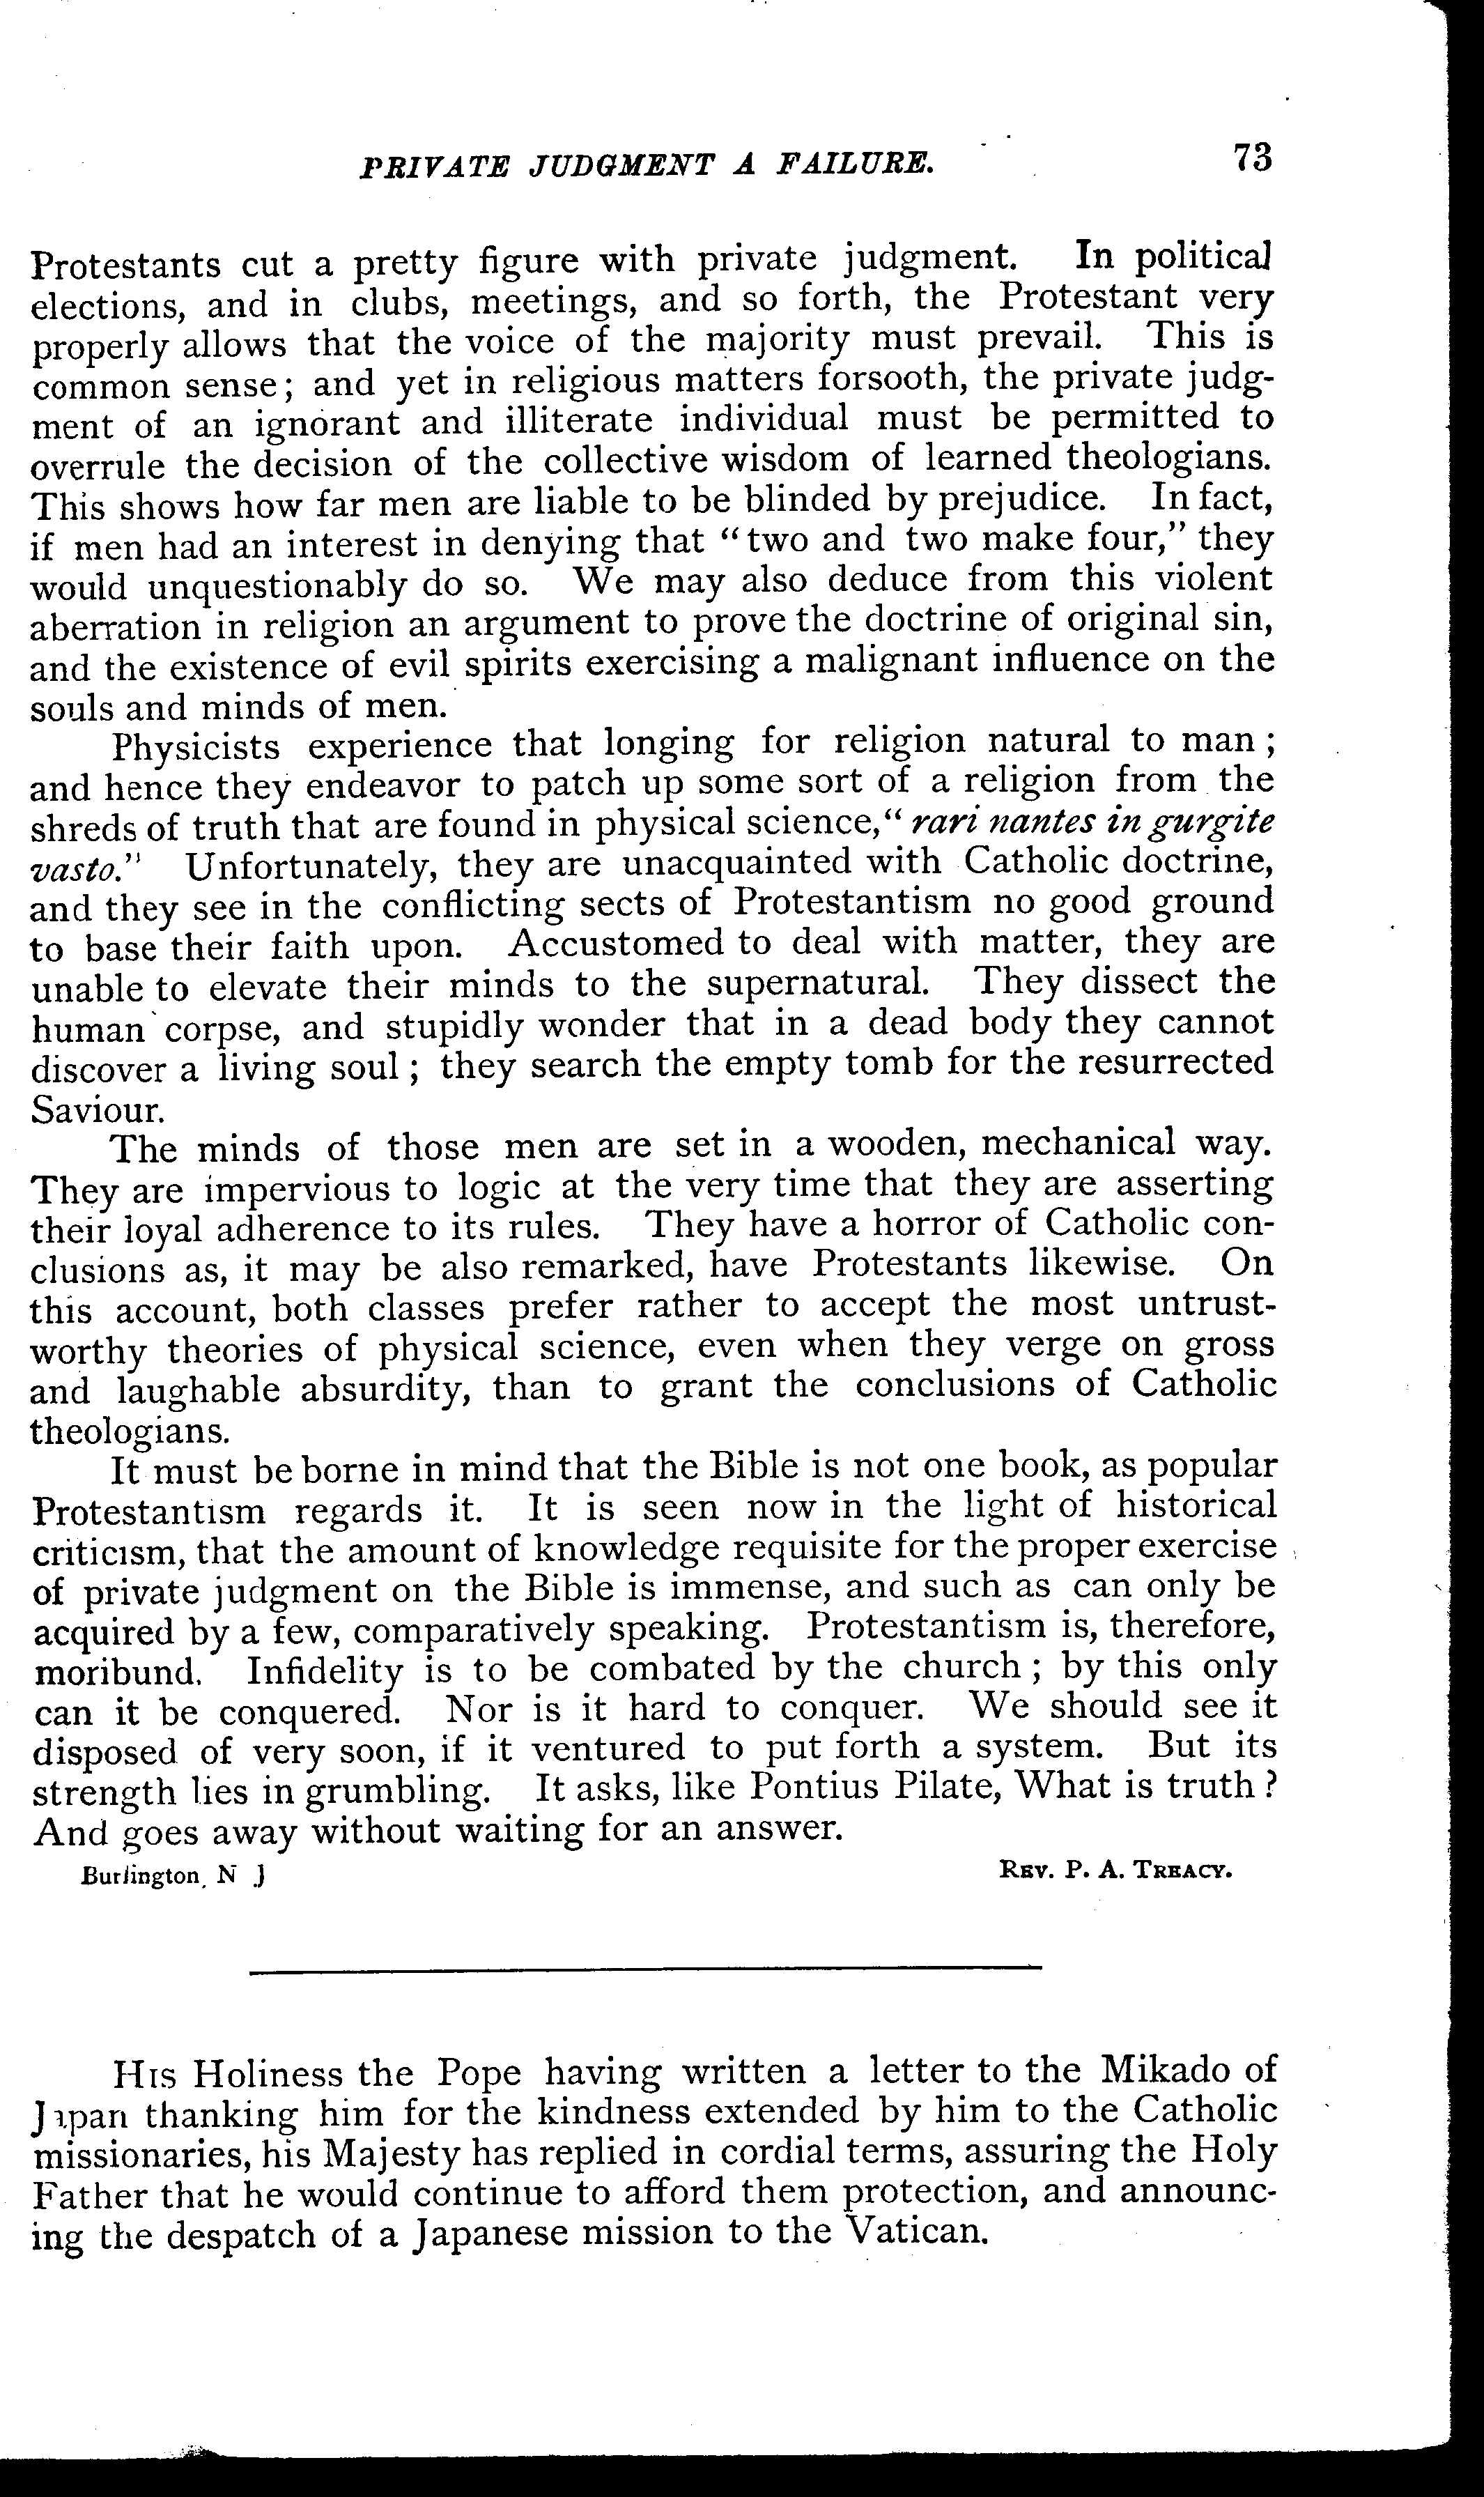 PRIVATE JUDGMENT A FAILURE. 73
Protestants cut a pretty figure with private judgment. In political
elections, and in clubs, meetings, and so forth, the Protestant very
properly allows that the voice of the majority must prevail. This is
common sense; and yet in religious matters forsooth, the private judg-
ment of an ignorant and illiterate individual must be permitted to
overrule the decision of the collective wisdom of learned theologians.
This shows how far men are liable to be blinded by prejudice. In fact,
if men had an interest in denying that "two and two make four," they
would unquestionably do so. We may also deduce from this violent
aberration in religion an argument to prove the doctrine of original sin,
and the existence of evil spirits exercising a malignant influence on the
souls and minds of men.
Physicists experience that longing for religion natural to man;
and hence they endeavor to patch up some sort of a religion from the
shreds of truth that are found in physical science," rari nantes in gurgite
vasto." Unfortunately, they are unacquainted with Catholic doctrine,
and they see in the conflicting sects of Protestantism no good ground
to base their faith upon. Accustomed to deal with matter, they are
unable to elevate their minds to the supernatural. They dissect the
human corpse, and stupidly wonder that in a dead body they cannot
discover a living soul; they search the empty tomb for the resurrected
Saviour.
The minds of those men are set in a wooden, mechanical way.
They are impervious to logic at the very time that they are asserting
their loyal adherence to its rules. They have a horror of Catholic con-
clusions as, it may be also remarked, have Protestants likewise. On
this account, both classes prefer rather to accept the most untrust-
worthy theories of physical science, even when they verge on gross
and laughable absurdity, than to grant the conclusions of Catholic
theologians.
It must be borne in mind that the Bible is not one book, as popular
Protestantism regards it. It is seen now in the light of historical
criticism, that the amount of knowledge requisite for the proper exercise
of private judgment on the Bible is immense, and such as can only be
acquired by a few, comparatively speaking. Protestantism is, therefore,
moribund. Infidelity is to be combated by the church; by this only
can it be conquered. Nor is it hard to conquer. We should see it
disposed of very soon, if it ventured to put forth a system. But its
strength lies in grumbling. It asks, like Pontius Pilate, What is truth?
And goes away without waiting for an answer.
Burlington, N J REV. P. A. TREACY.
HIS Holiness the Pope having written a letter to the Mikado of
Japan thanking him for the kindness extended by him to the Catholic
missionaries, his Majesty has replied in cordial terms, assuring the Holy
Father that he would continue to afford them protection, and announc-
ing the despatch of a Japanese mission to the Vatican.